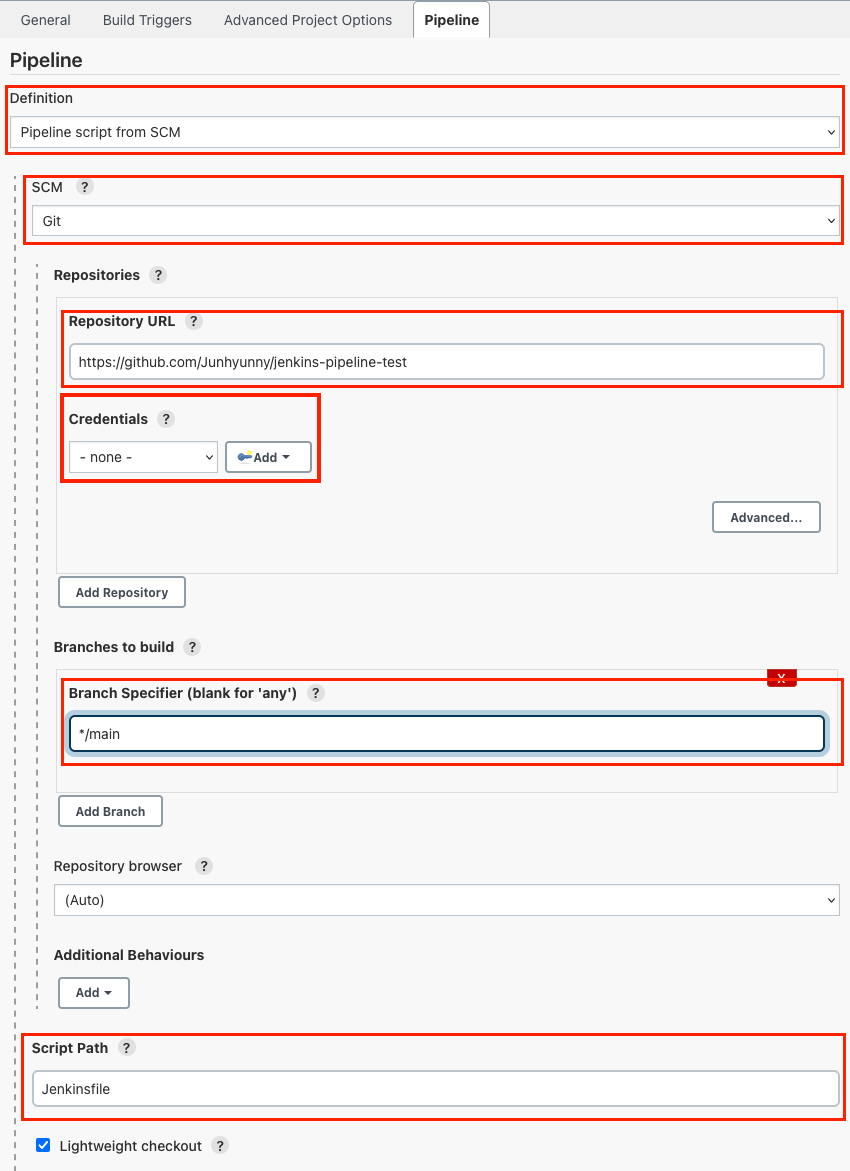 General Build Triggers Advanced Project Options Pipeline
Pipeline
Definition
Pipeline script from SCM
SCM ?
Git
Repositories ?
Repository URL ?
https://github.com/Junhyunny/jenkins-pipeline-test
Credentials ?
- none - Add
Advanced...
Add Repository
Branches to build ?
X
Branch Specifier (blank for 'any') ?
*/main
Add Branch
Repository browser ?
(Auto)
Additional Behaviours
Add
Script Path ?
Jenkinsfile
Lightweight checkout ?